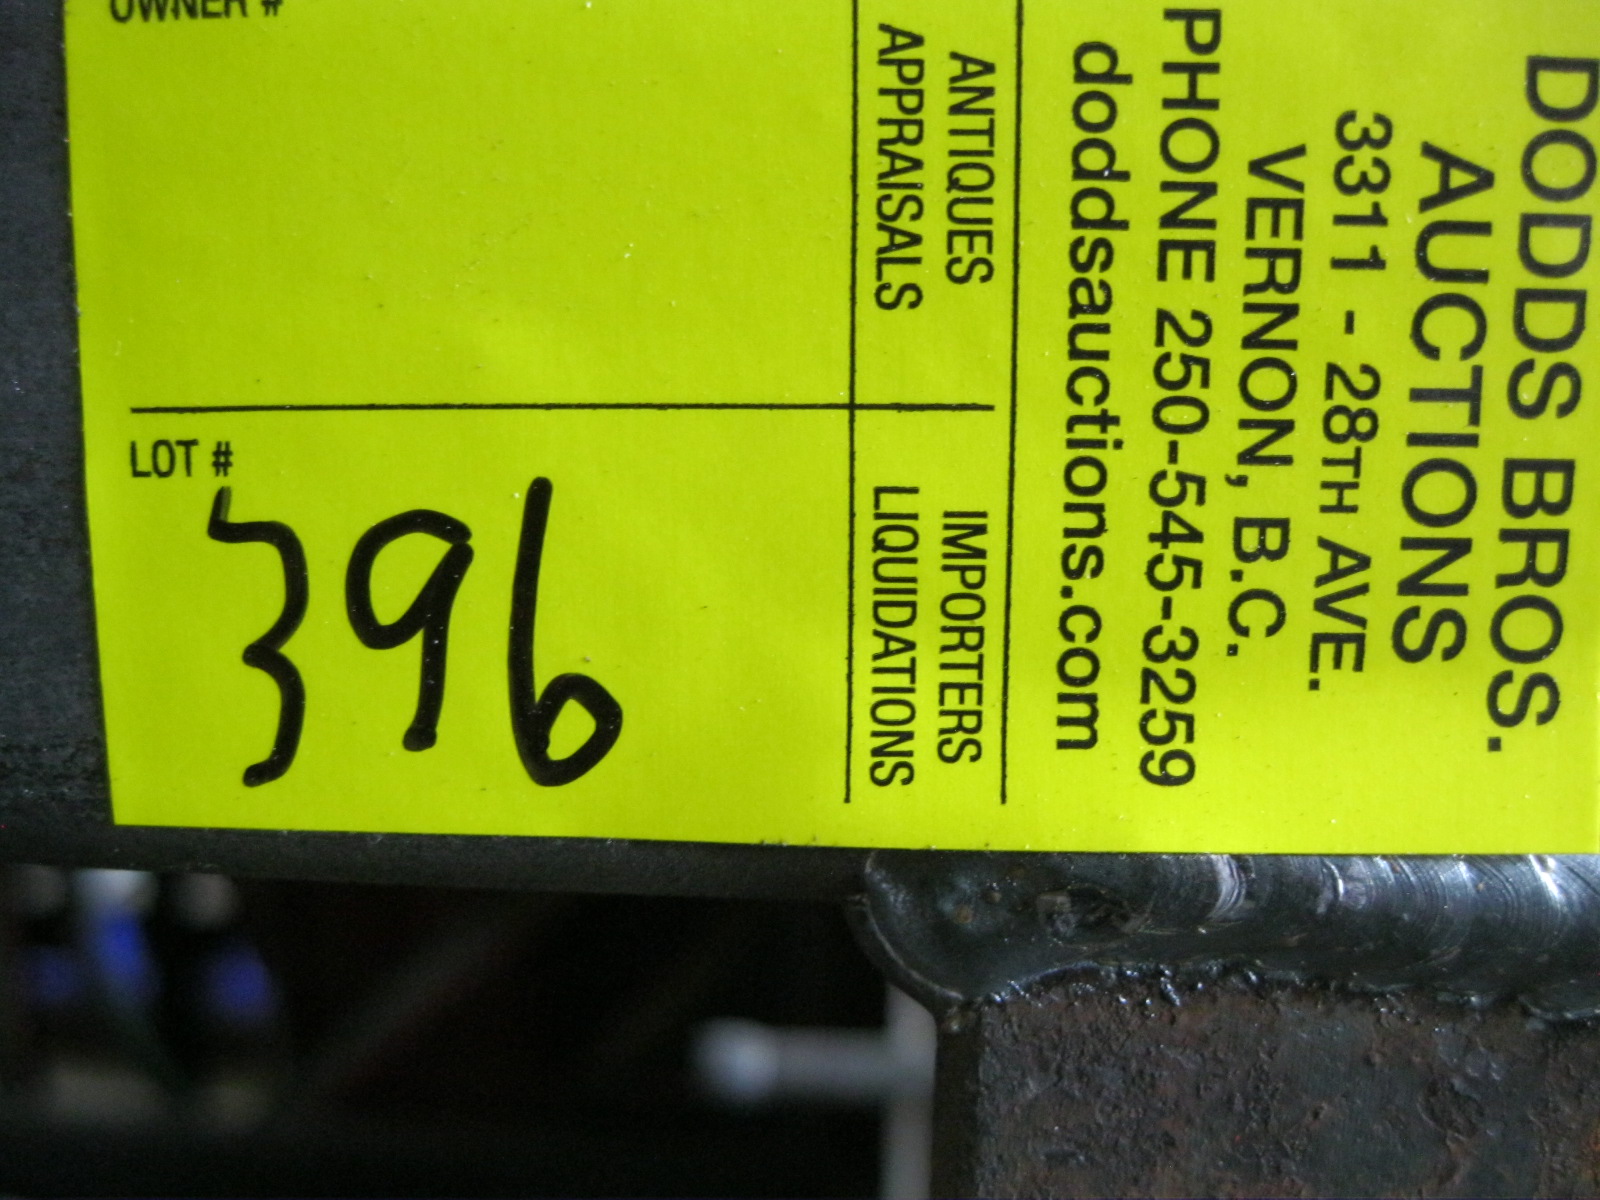 DODDS BROS.
AUCTIONS
3311 - 28TH AVE.
VERNON, B.C.
PHONE 250-545-3259
doddsauctions.com
ANTIQUES
APPRAISALS
IMPORTERS
LIQUIDATIONS
OWNER #
LOT #
396